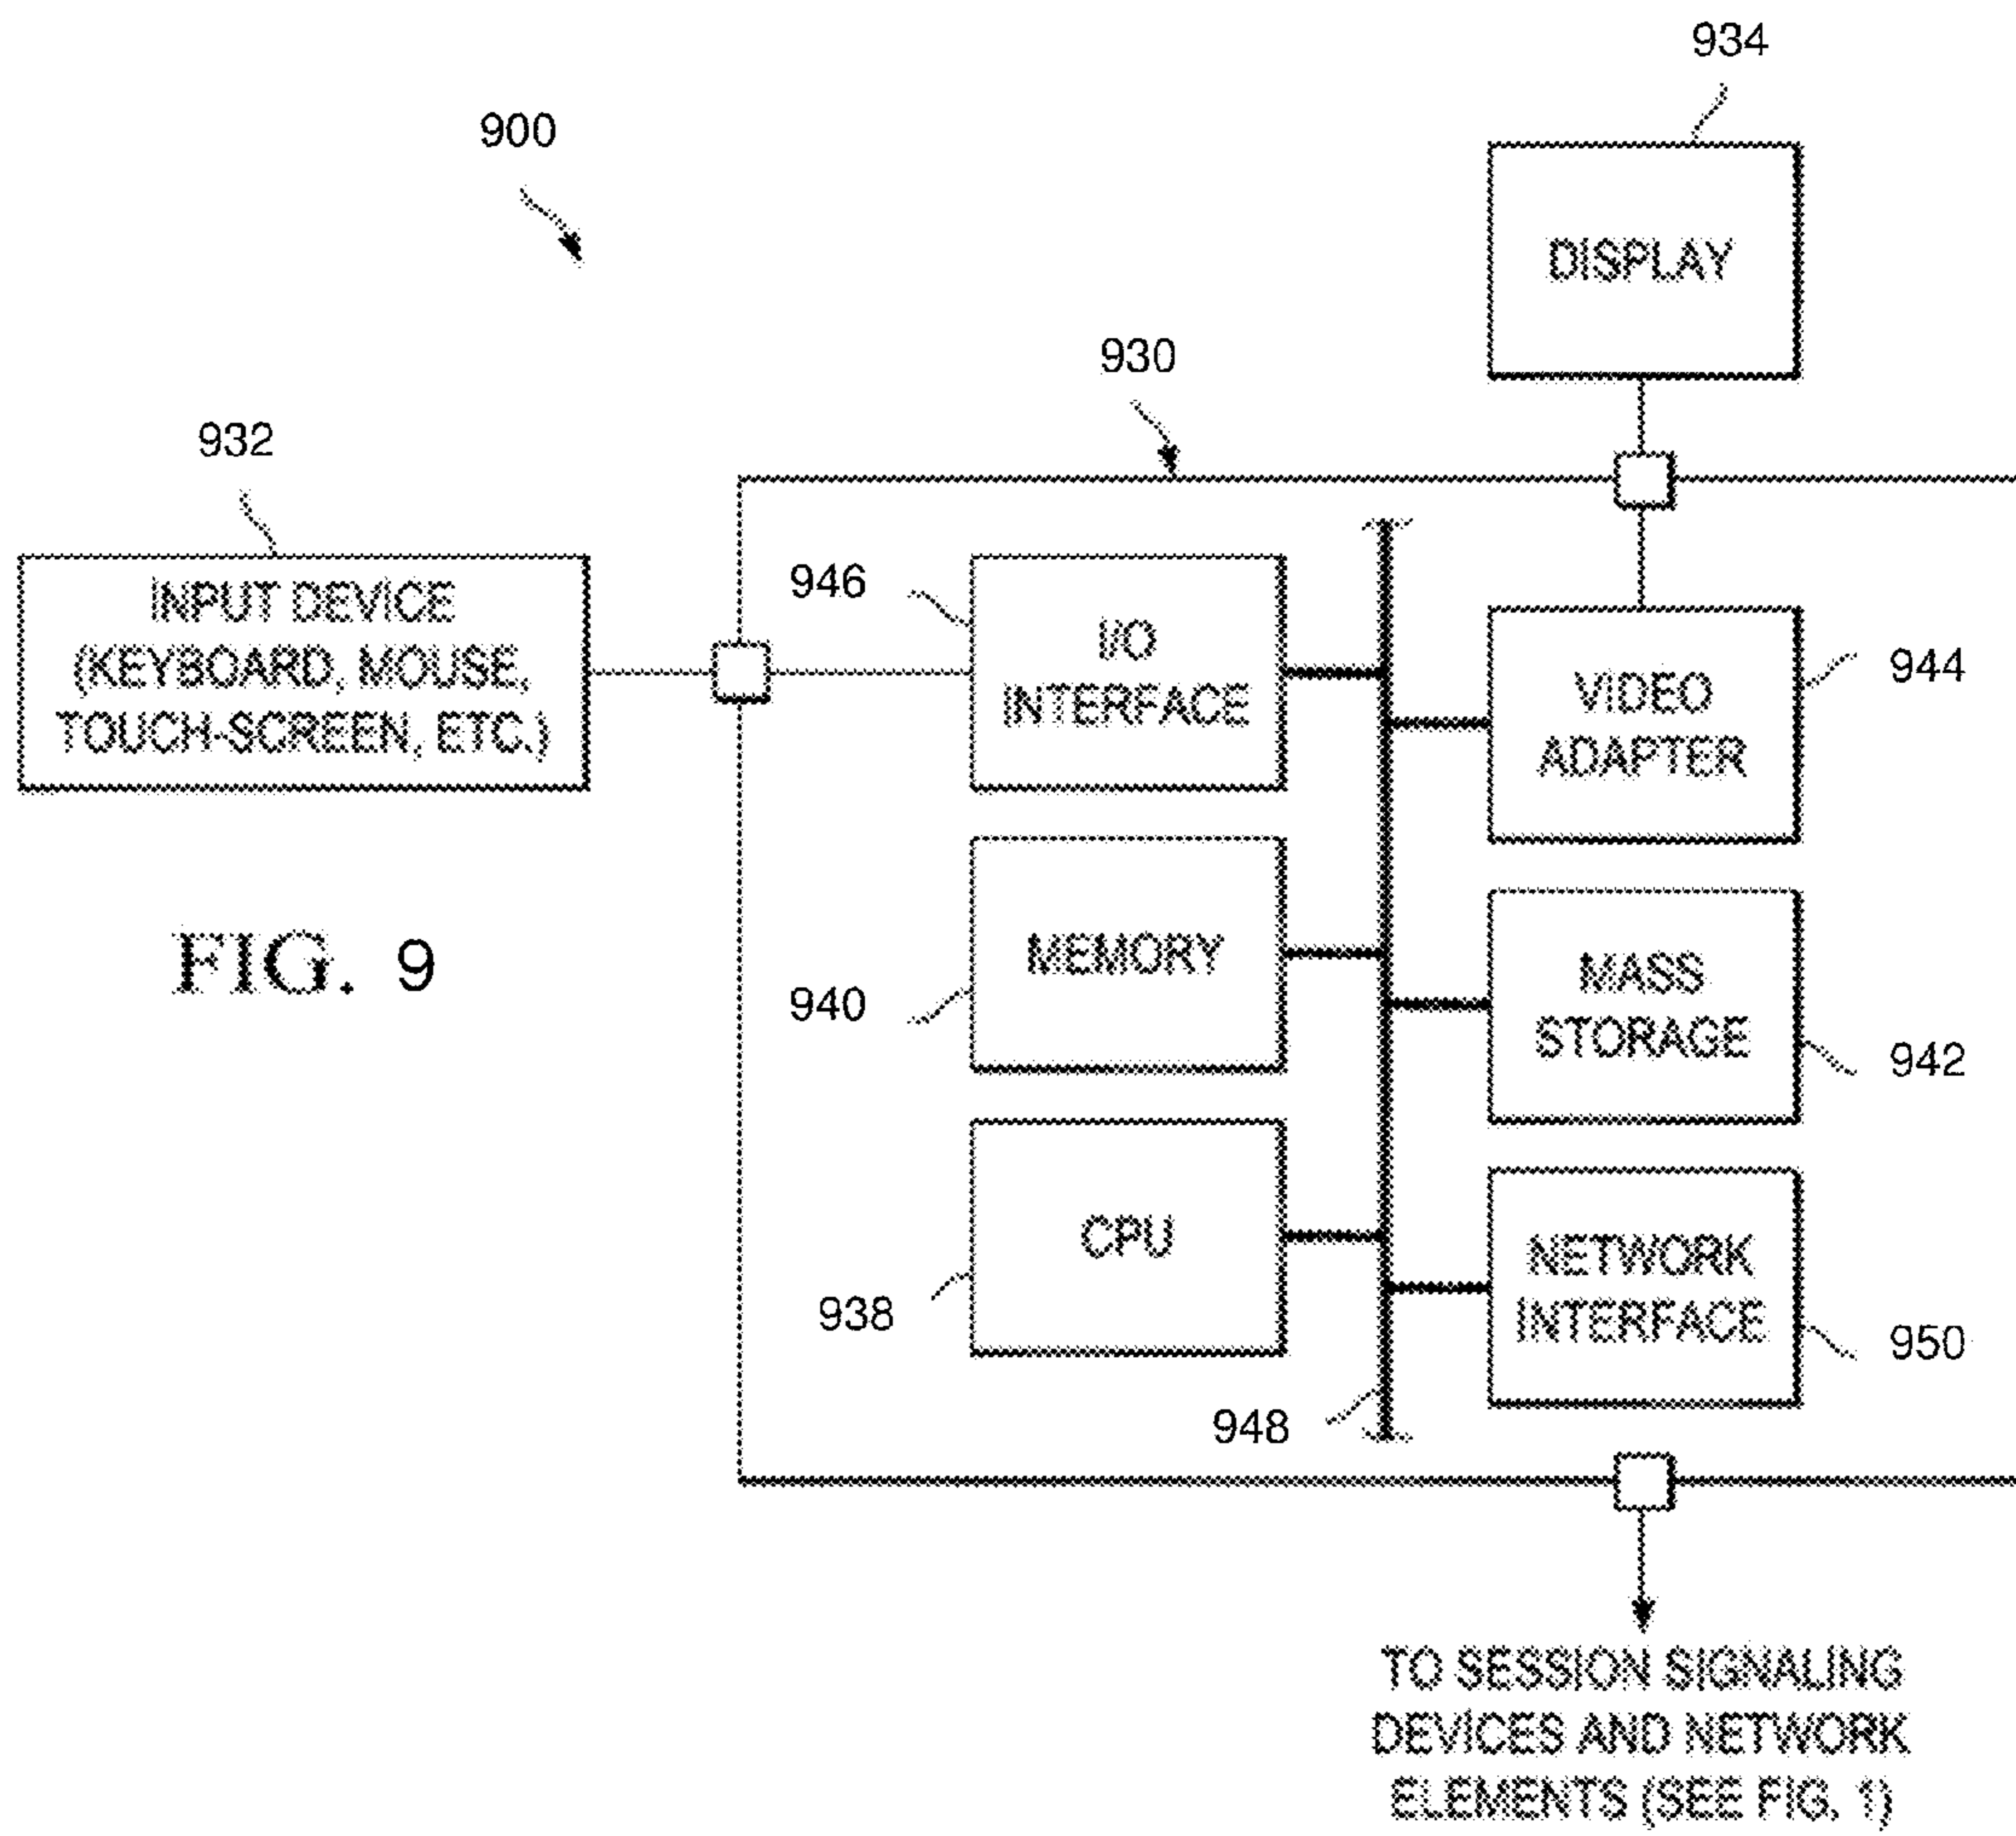 934
900
DISPLAY
930
932
INPUT DEVICE
(KEYBOARD, MOUSE,
TOUCH-SCREEN, ETC.)
946
I/O
INTERFACE
VIDEO
ADAPTER
944
FIG. 9
MEMORY
940
MASS
STORAGE
942
CPU
938
NETWORK
INTERFACE
950
948
TO SESSION SIGNALING
DEVICES AND NETWORK
ELEMENTS (SEE FIG. 1)